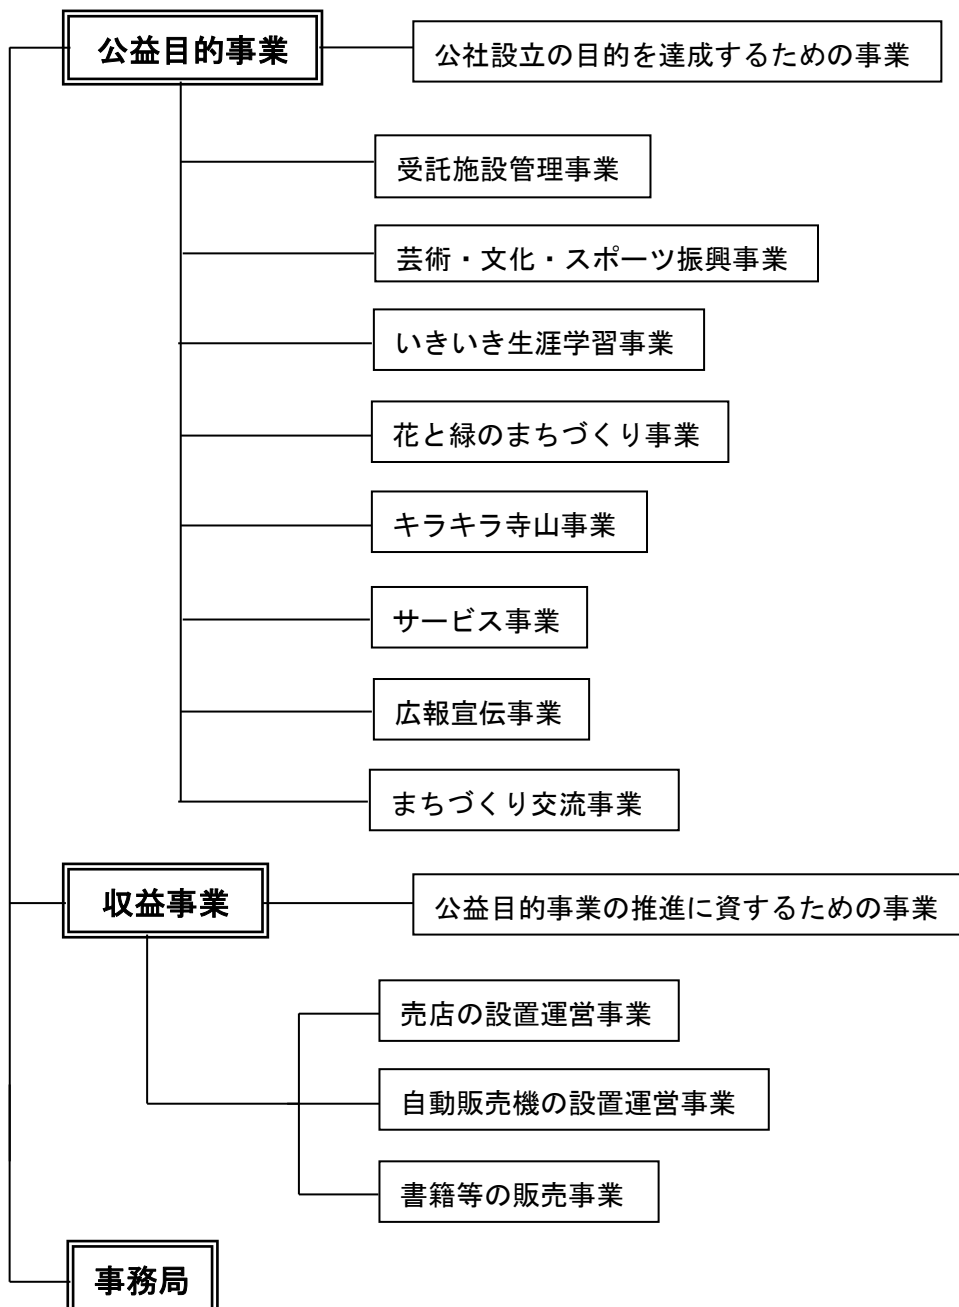 公益目的事業
公社設立の目的を達成するための事業
受託施設管理事業
芸術・文化・スポーツ振興事業
いきいき生涯学習事業
花と緑のまちづくり事業
キラキラ寺山事業
サービス事業
広報宣伝事業
まちづくり交流事業
収益事業
公益目的事業の推進に資するための事業
売店の設置運営事業
自動販売機の設置運営事業
書籍等の販売事業
事務局